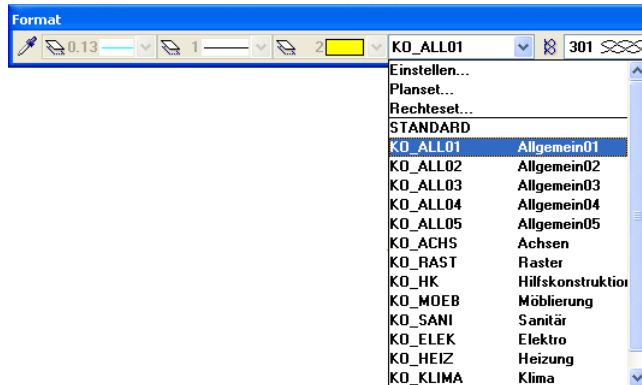 Format
0.13 1 2 KO_ALL01 301
Einstellen...
Planset...
Rechteset...
STANDARD
KO_ALL01 Allgemein01
KO_ALL02 Allgemein02
KO_ALL03 Allgemein03
KO_ALL04 Allgemein04
KO_ALL05 Allgemein05
KO_ACHS Achsen
KO_RAST Raster
KO_HK Hilfskonstruktion
KO_MOEB Möblierung
KO_SANI Sanitär
KO_ELEK Elektro
KO_HEIZ Heizung
KO_KLIMA Klima